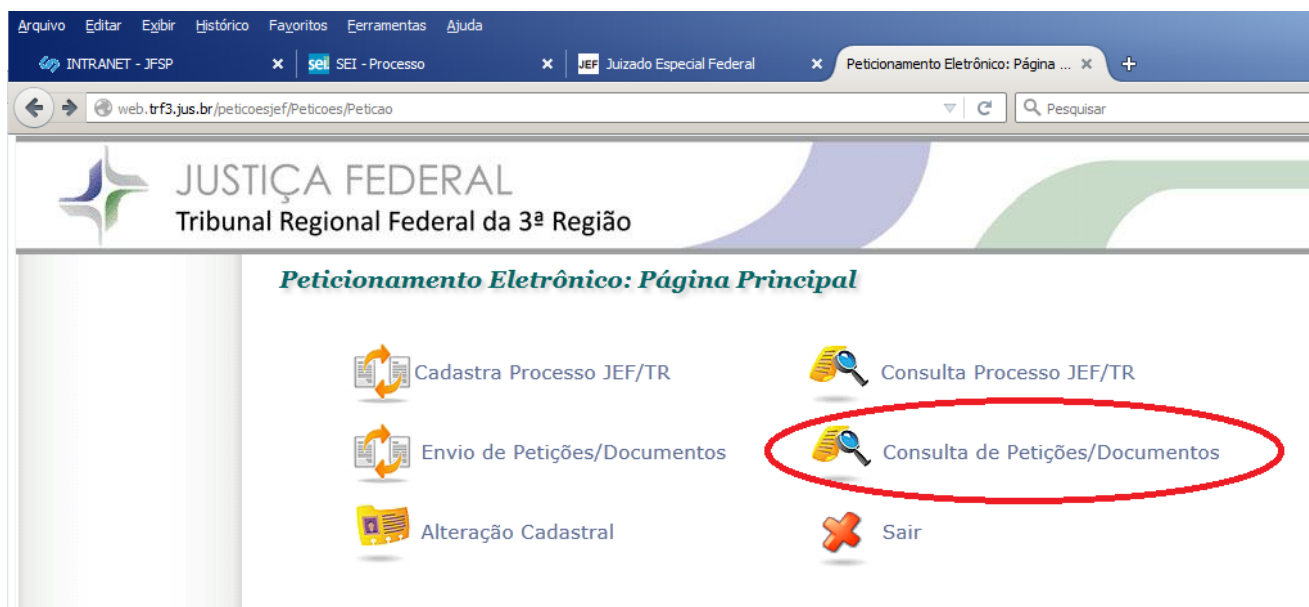 Arquivo Editar Exibir Histórico Favoritos Ferramentas Ajuda
INTRANET - JFSP × sei! SEI - Processo × JEF Juizado Especial Federal × Peticionamento Eletrônico: Página ... × +
web.trf3.jus.br/peticoesjef/Peticoes/Peticao Pesquisar
JUSTIÇA FEDERAL
Tribunal Regional Federal da 3ª Região
Peticionamento Eletrônico: Página Principal
Cadastra Processo JEF/TR Consulta Processo JEF/TR
Envio de Petições/Documentos Consulta de Petições/Documentos
Alteração Cadastral Sair